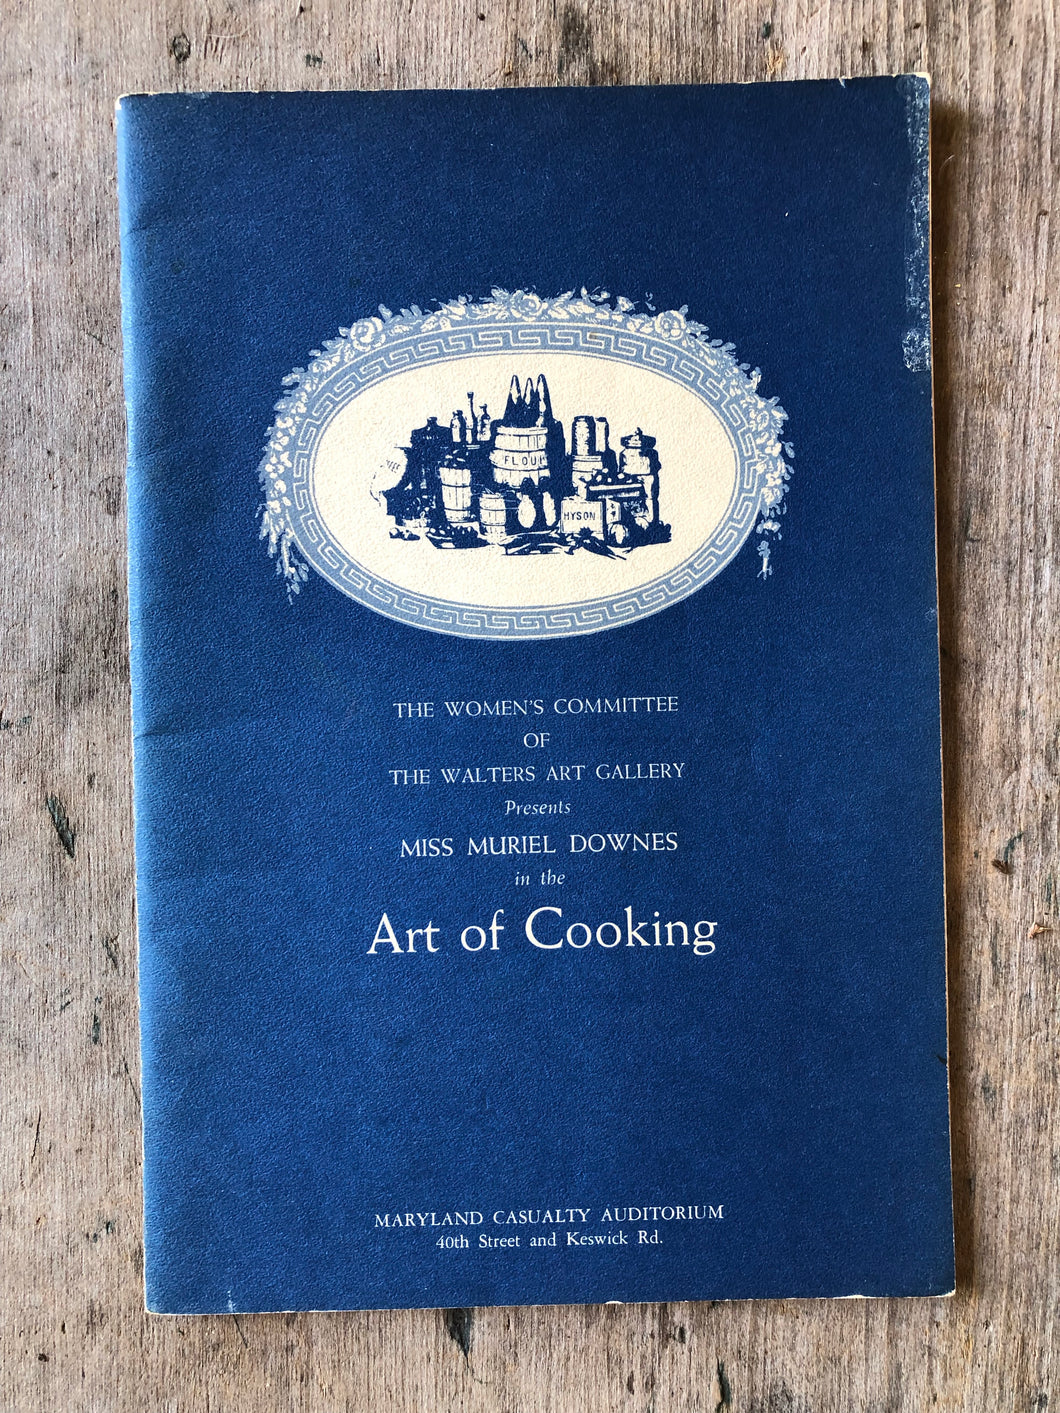 FLOUR
HYSON
THE WOMEN'S COMMITTEE
OF
THE WALTERS ART GALLERY
Presents
MISS MURIEL DOWNES
in the
Art of Cooking
MARYLAND CASUALTY AUDITORIUM
40th Street and Keswick Rd.